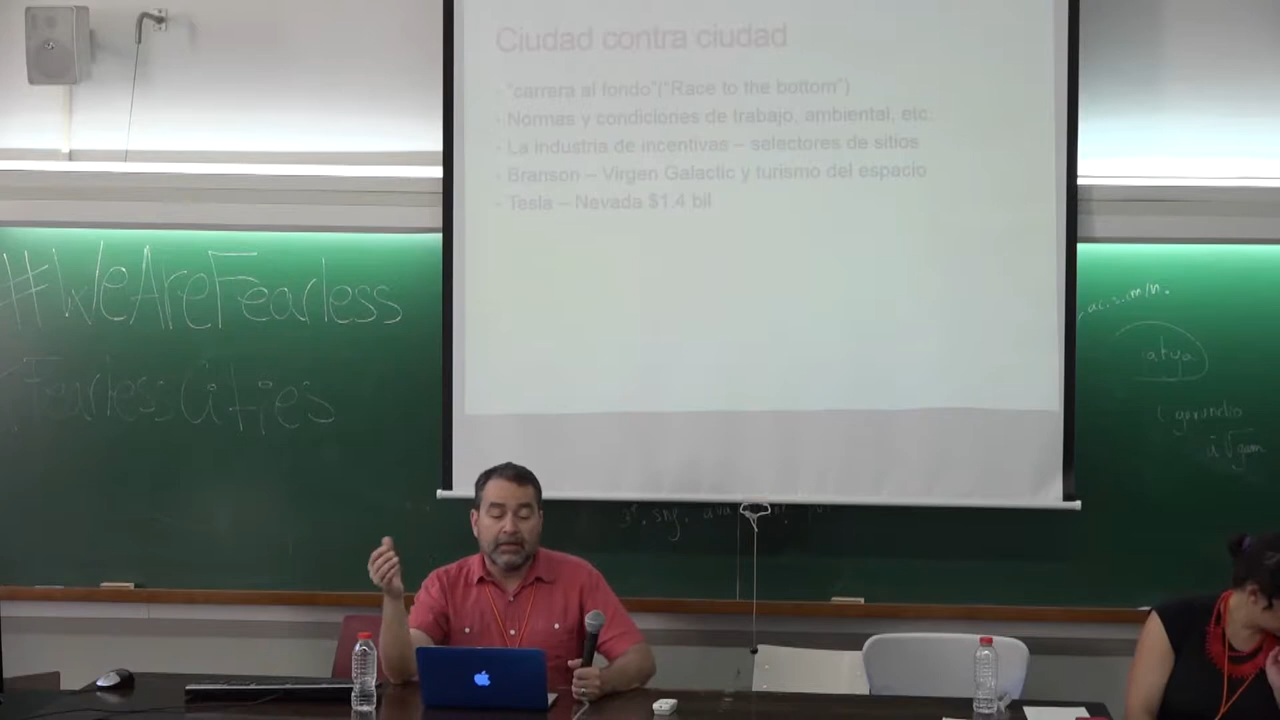 Ciudad contra ciudad
- "carrera al fondo"("Race to the bottom")
- Normas y condiciones de trabajo, ambiental, etc.
- La industria de incentivas – selectores de sitios
- Branson – Virgen Galactic y turismo del espacio
- Tesla – Nevada $1.4 bil
#WeAreFearless
FearlessCities
gerundio